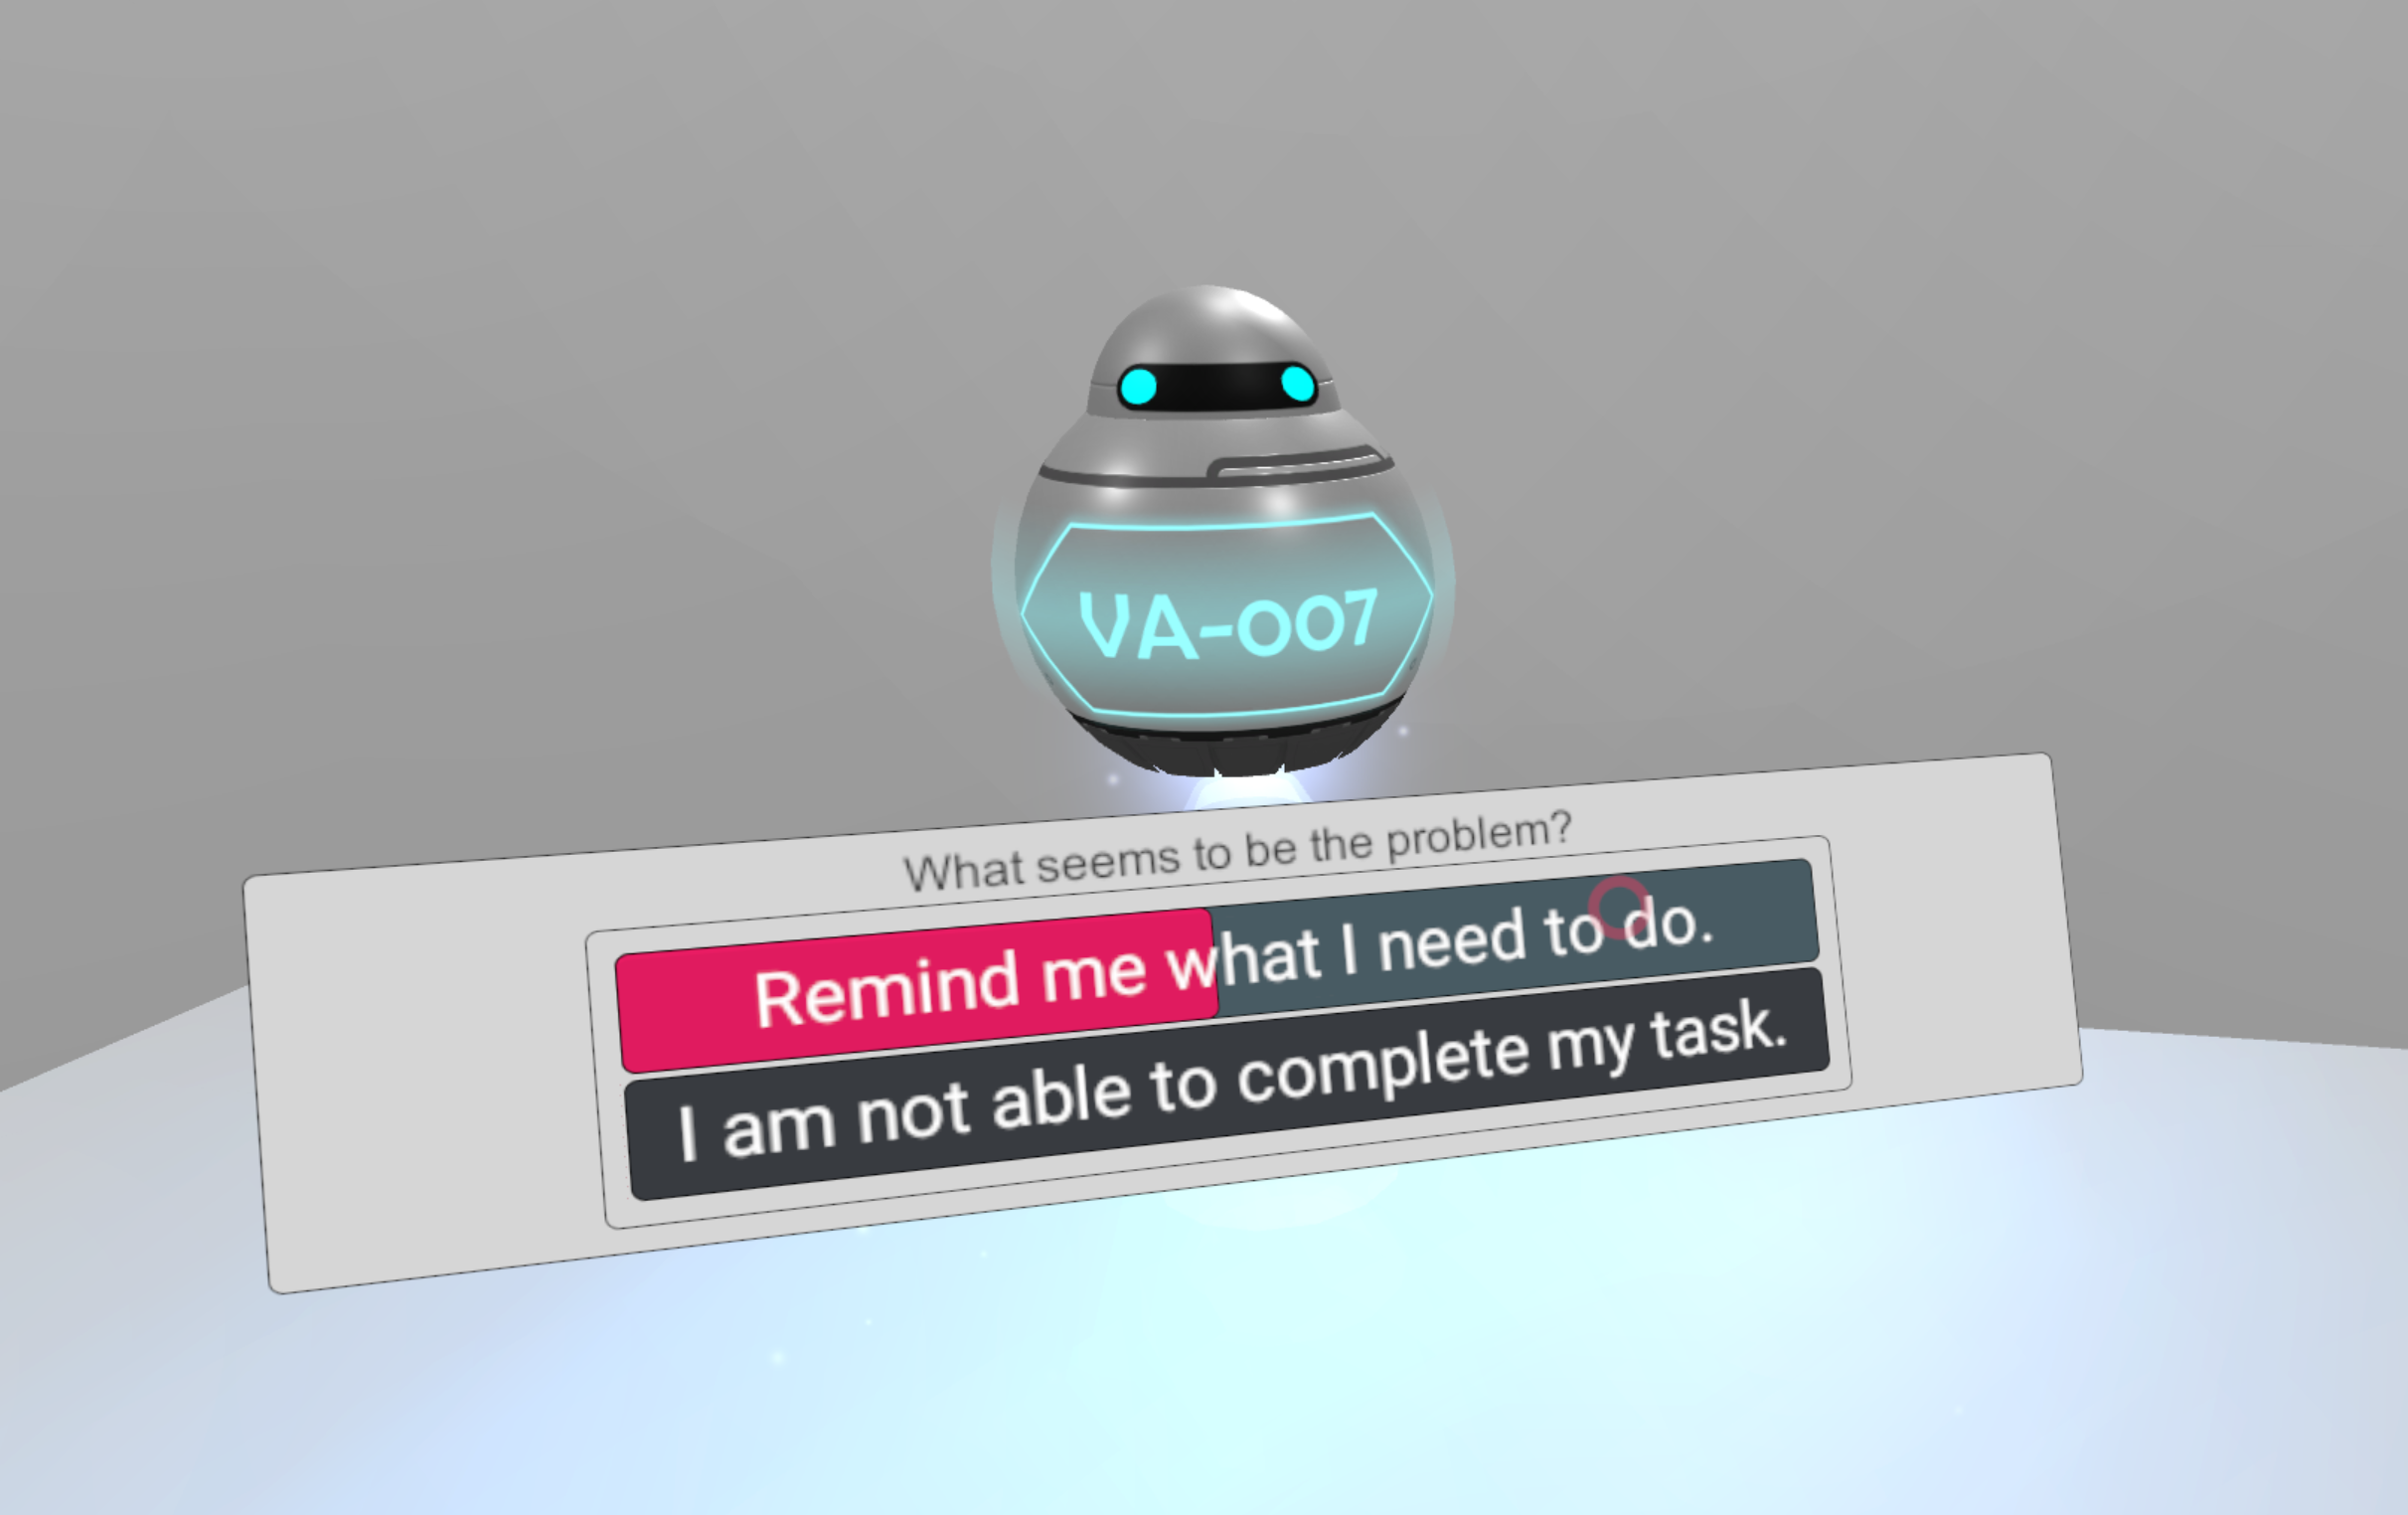 VA-007
What seems to be the problem?
Remind me what I need to do.
I am not able to complete my task.